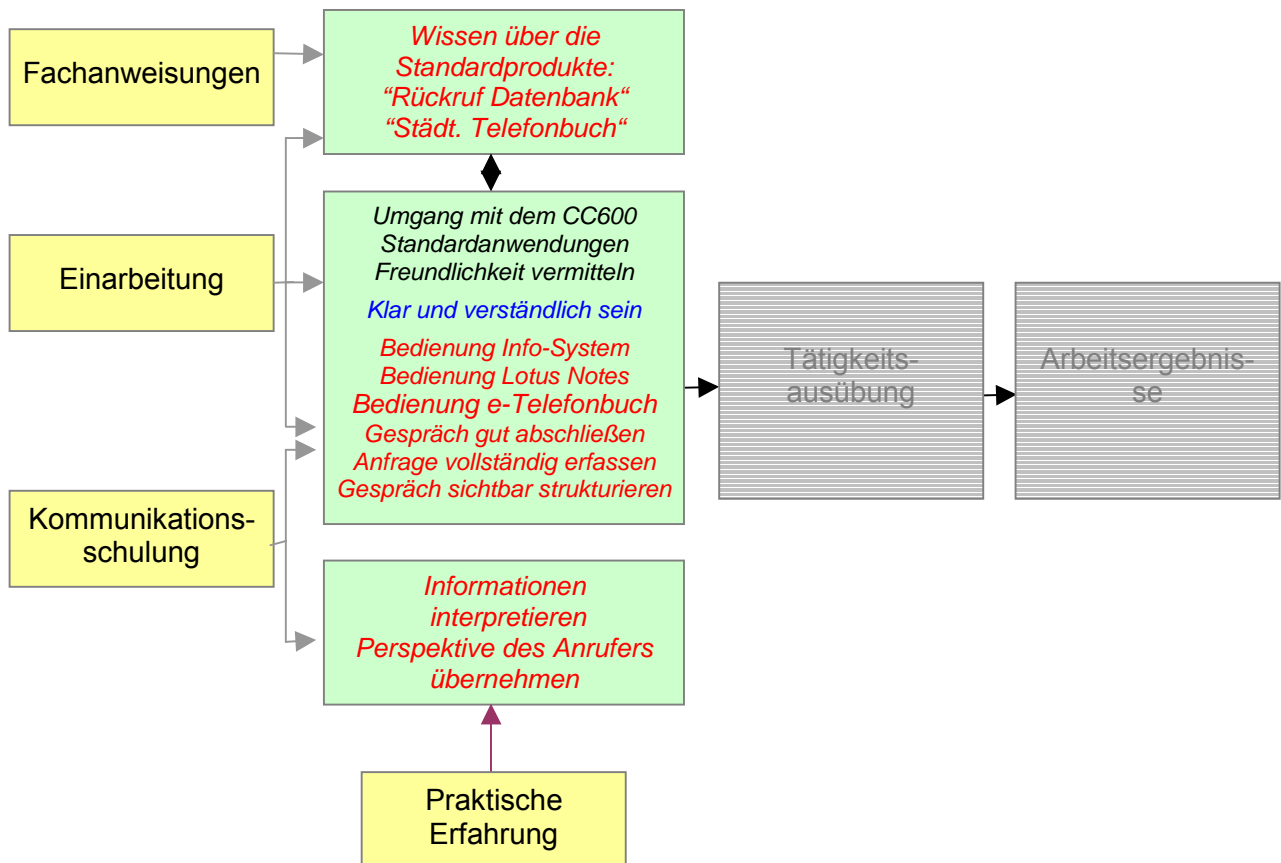 Fachanweisungen
Wissen über die
Standardprodukte:
“Rückruf Datenbank“
“Städt. Telefonbuch“
Einarbeitung
Umgang mit dem CC600
Standardanwendungen
Freundlichkeit vermitteln
Klar und verständlich sein
Bedienung Info-System
Bedienung Lotus Notes
Bedienung e-Telefonbuch
Gespräch gut abschließen
Anfrage vollständig erfassen
Gespräch sichtbar strukturieren
Tätigkeits-
ausübung
Arbeitsergebnis-
se
Kommunikations-
schulung
Informationen
interpretieren
Perspektive des Anrufers
übernehmen
Praktische
Erfahrung